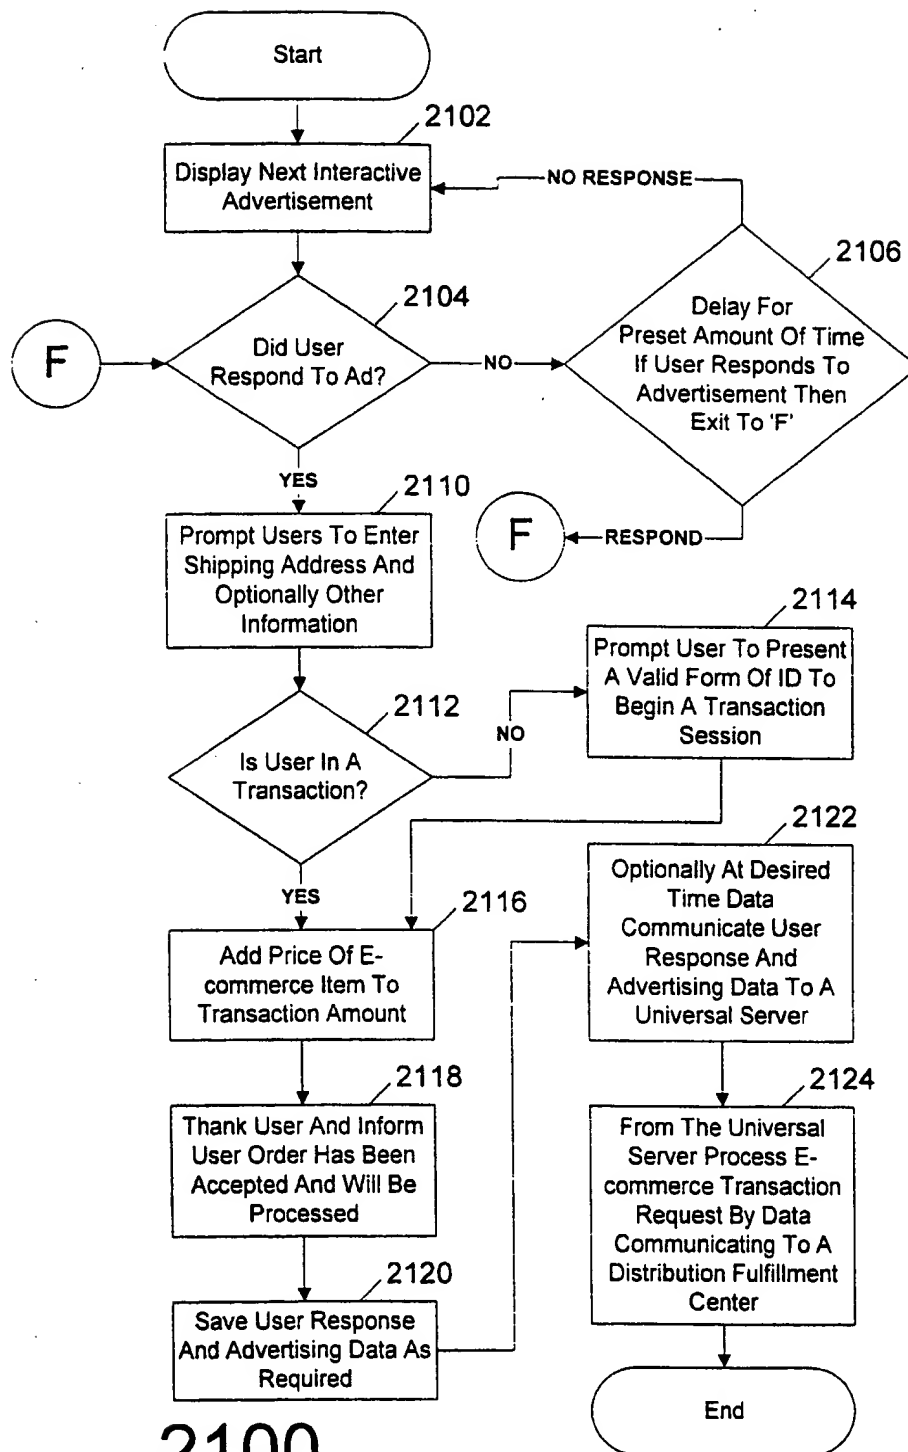 Start
2102
Display Next Interactive
Advertisement
NO RESPONSE
2104
2106
F
Did User
Respond To Ad?
NO
Delay For
Preset Amount Of Time
If User Responds To
Advertisement Then
Exit To 'F'
YES
2110
Prompt Users To Enter
Shipping Address And
Optionally Other
Information
F
RESPOND
2114
Prompt User To Present
A Valid Form Of ID To
Begin A Transaction
Session
2112
Is User In A
Transaction?
NO
YES
2116
Add Price Of E-
commerce Item To
Transaction Amount
2122
Optionally At Desired
Time Data
Communicate User
Response And
Advertising Data To A
Universal Server
2118
Thank User And Inform
User Order Has Been
Accepted And Will Be
Processed
2124
From The Universal
Server Process E-
commerce Transaction
Request By Data
Communicating To A
Distribution Fulfillment
Center
2120
Save User Response
And Advertising Data As
Required
End
2100